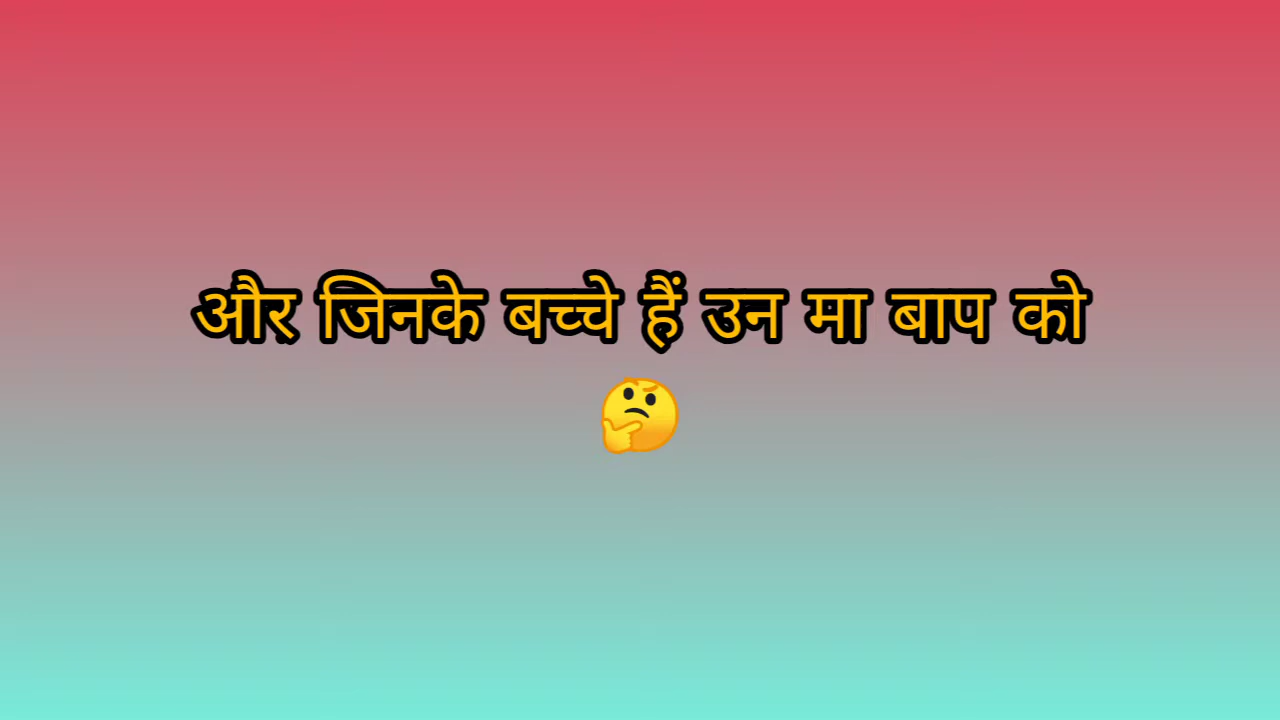 और जिनके बच्चे हैं उन मा बाप को
🤔